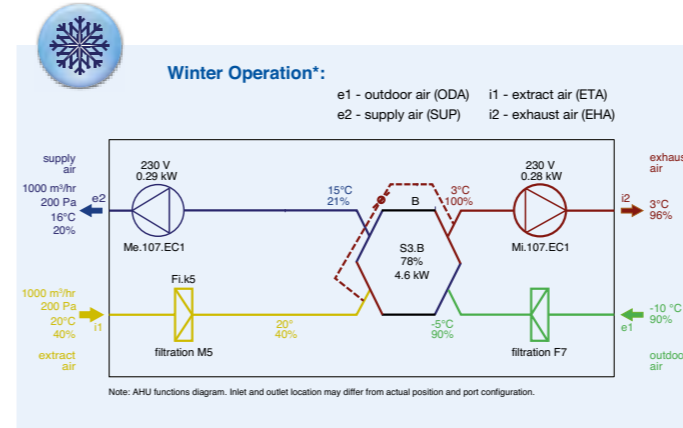 Winter Operation*:
e1 - outdoor air (ODA) i1 - extract air (ETA)
e2 - supply air (SUP) i2 - exhaust air (EHA)
supply
air
1000 m³/hr
200 Pa
16°C
20%
e2
230 V
0.29 kW
Me.107.EC1
15°C
21%
B
3°C
100%
230 V
0.28 kW
Mi.107.EC1
exhaus
air
i2
3°C
96%
S3.B
78%
4.6 kW
1000 m³/hr
200 Pa
20°C
40%
i1
extract
air
Fi.k5
filtration M5
20°
40%
-5°C
90%
filtration F7
-10 °C
90%
e1
outdoo
air
Note: AHU functions diagram. Inlet and outlet location may differ from actual position and port configuration.